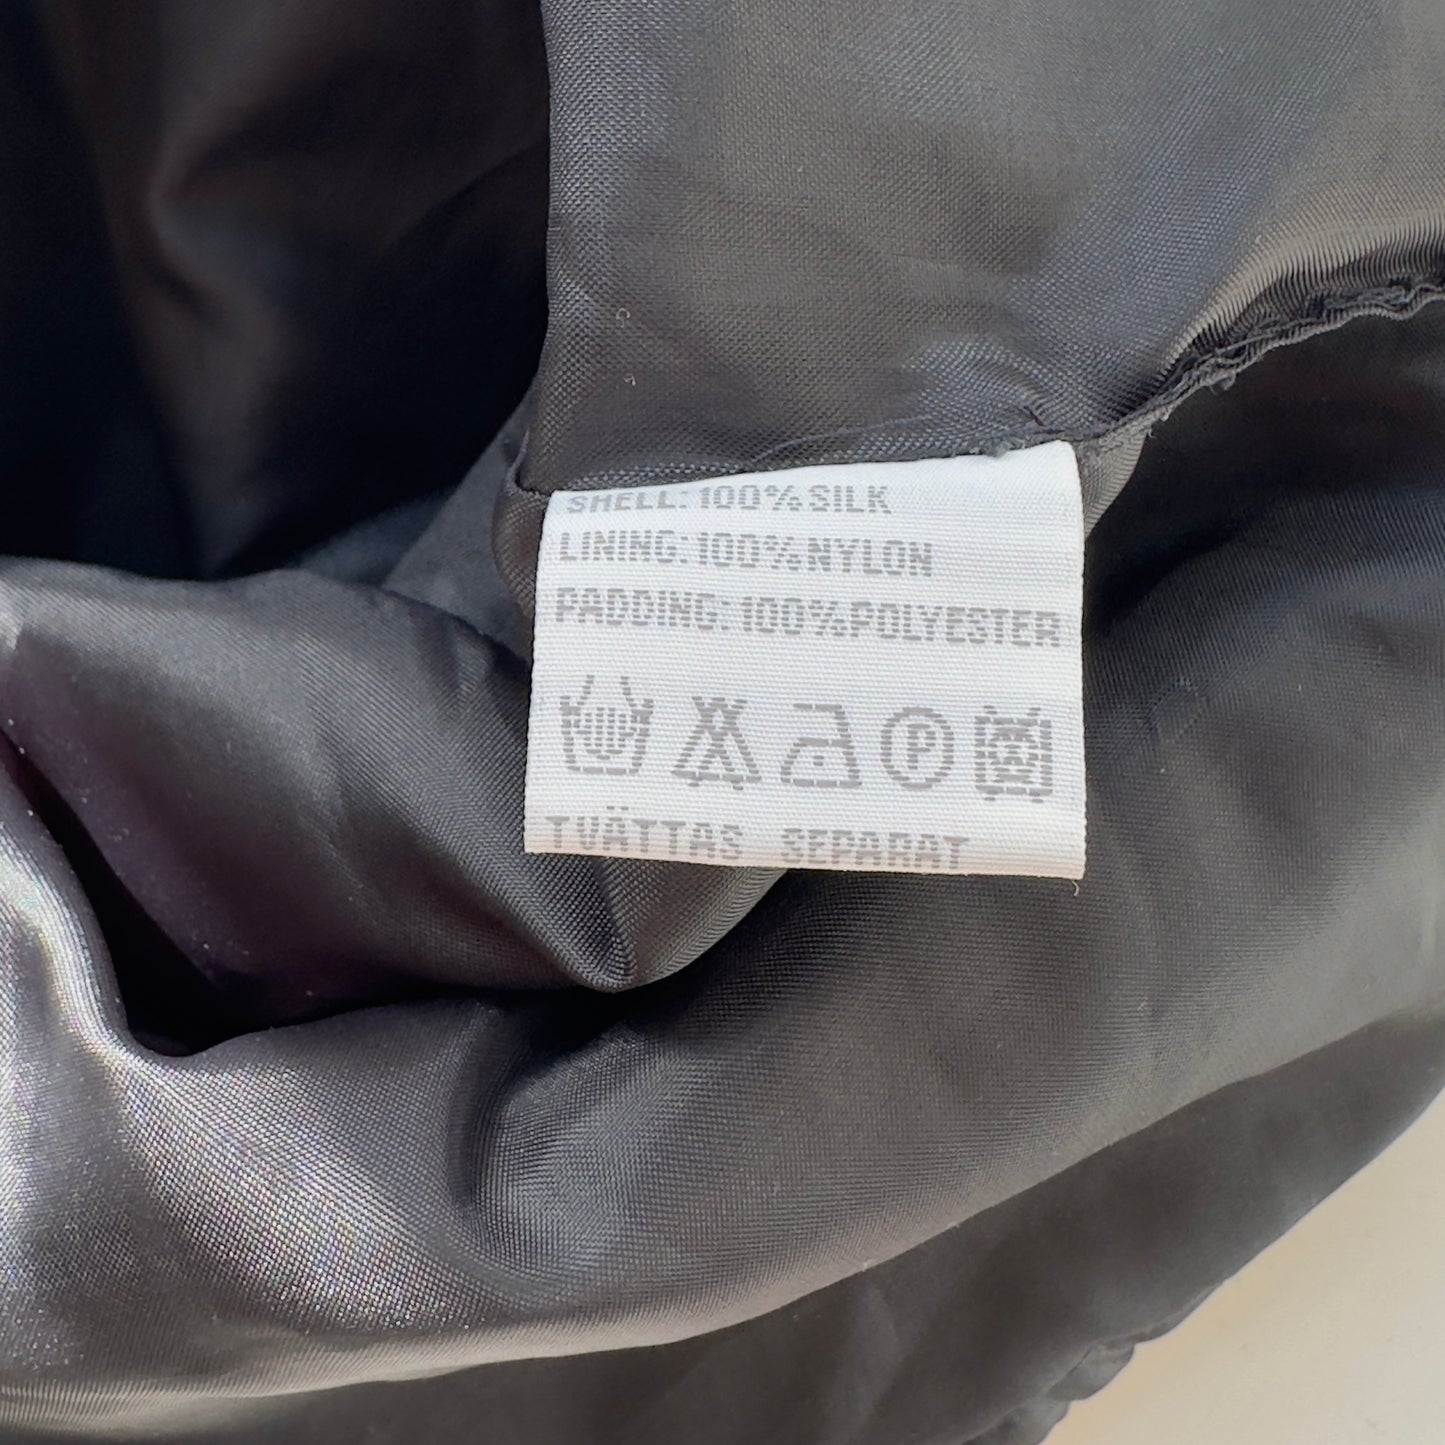 SHELL: 100% SILK
LINING: 100% NYLON
PADDING: 100% POLYESTER
P
TVÄTTAS SEPARAT